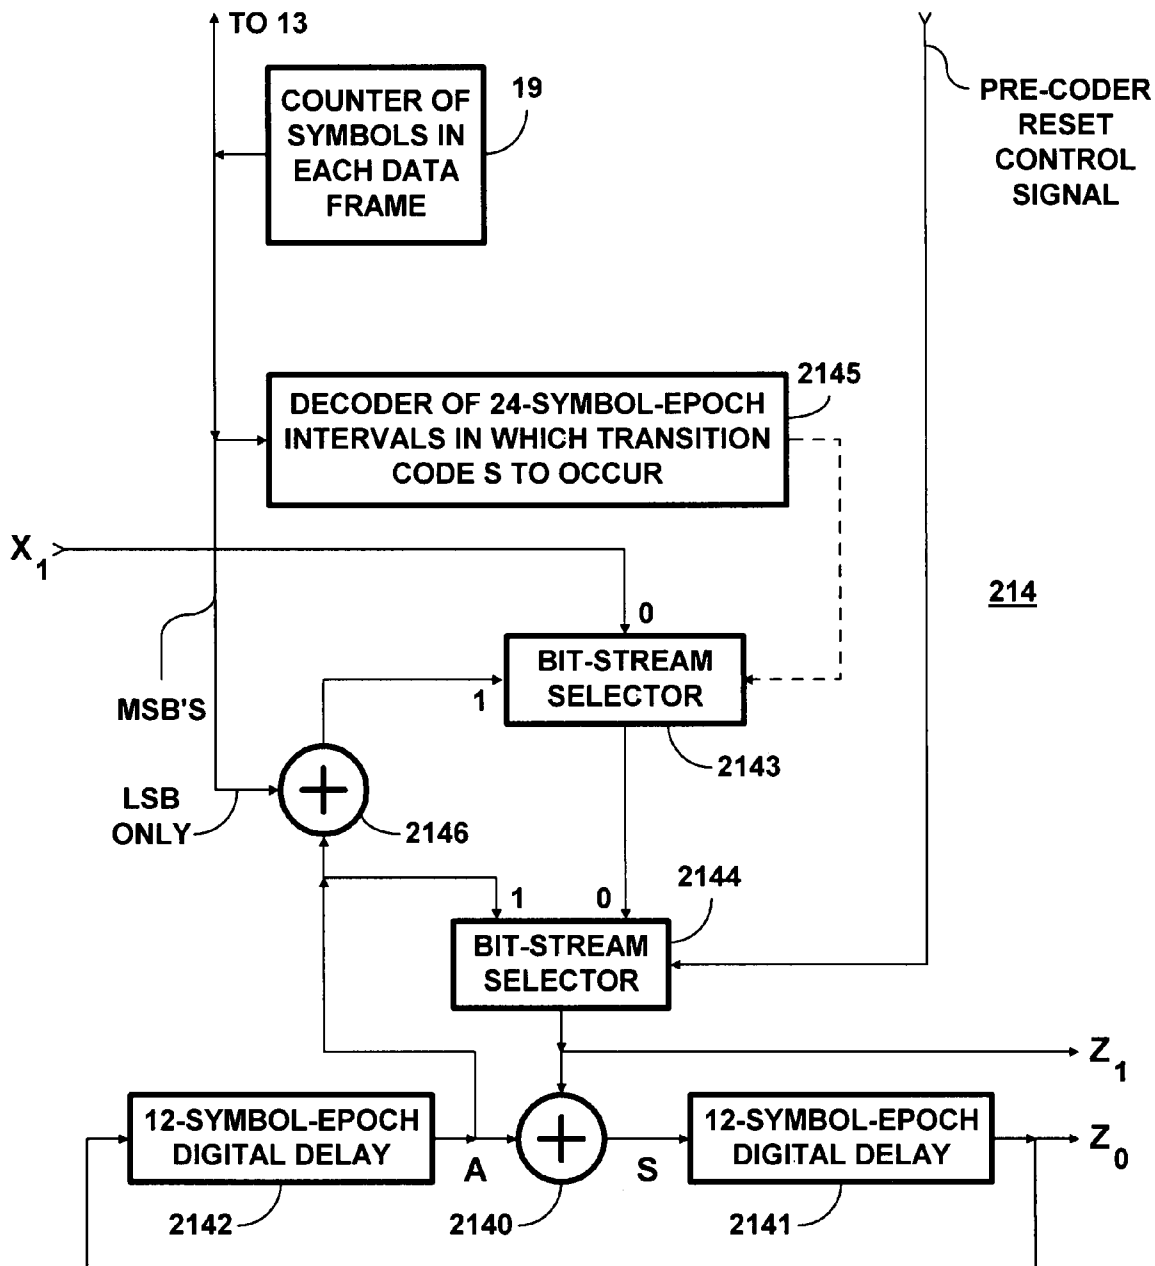 TO 13
COUNTER OF
SYMBOLS IN
EACH DATA
FRAME
19
PRE-CODER
RESET
CONTROL
SIGNAL
2145
DECODER OF 24-SYMBOL-EPOCH
INTERVALS IN WHICH TRANSITION
CODE S TO OCCUR
X1
214
0
BIT-STREAM
SELECTOR
1
MSB'S
2143
LSB
ONLY
2146
2144
1
0
BIT-STREAM
SELECTOR
Z1
12-SYMBOL-EPOCH
DIGITAL DELAY
A
S
12-SYMBOL-EPOCH
DIGITAL DELAY
Z0
2142
2140
2141